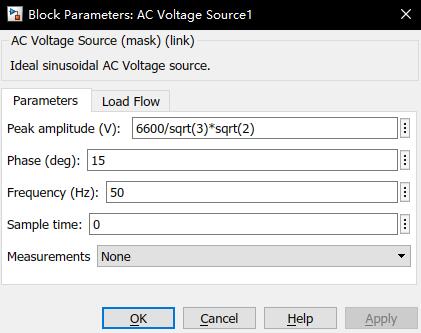 Block Parameters: AC Voltage Source1
AC Voltage Source (mask) (link)
Ideal sinusoidal AC Voltage source.
Parameters Load Flow
Peak amplitude (V): 6600/sqrt(3)*sqrt(2)
Phase (deg): 15
Frequency (Hz): 50
Sample time: 0
Measurements None
OK Cancel Help Apply